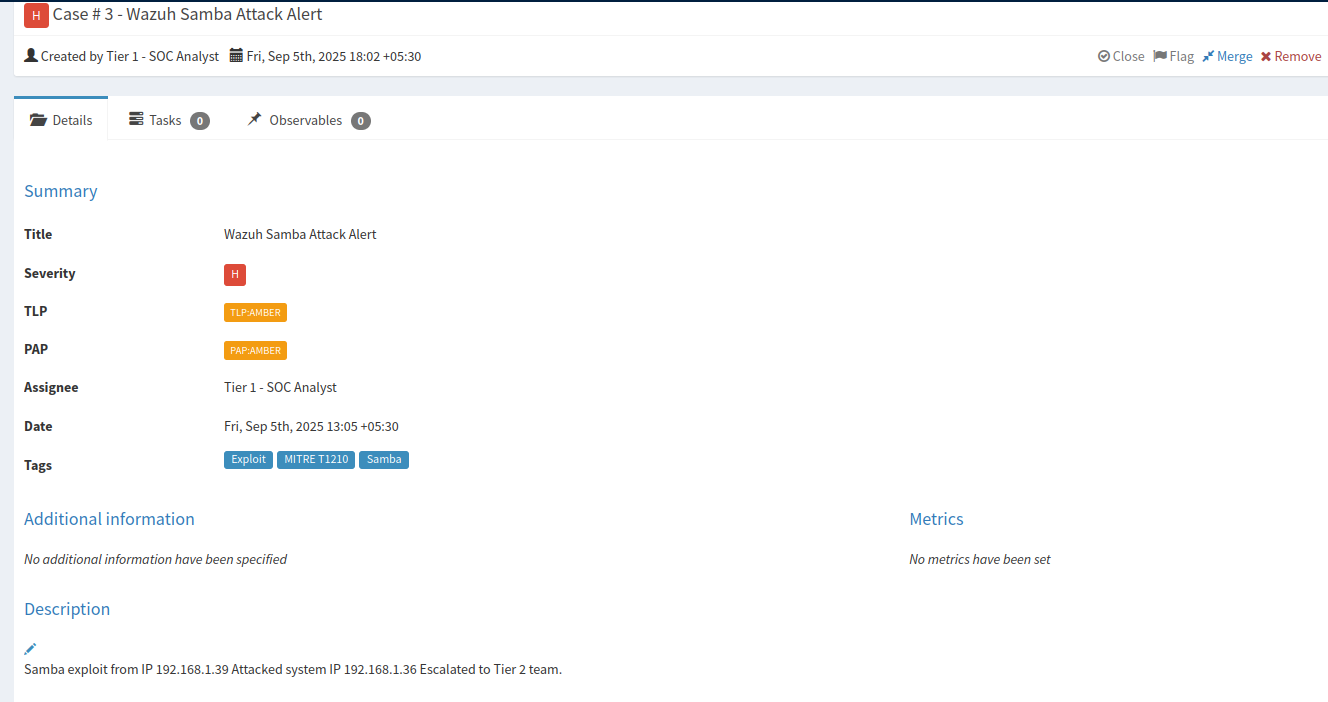 H Case # 3 - Wazuh Samba Attack Alert
Created by Tier 1 - SOC Analyst Fri, Sep 5th, 2025 18:02 +05:30 Close Flag Merge Remove
Details Tasks 0 Observables 0
Summary
Title Wazuh Samba Attack Alert
Severity H
TLP TLP:AMBER
PAP PAP:AMBER
Assignee Tier 1 - SOC Analyst
Date Fri, Sep 5th, 2025 13:05 +05:30
Tags Exploit MITRE T1210 Samba
Additional information Metrics
No additional information have been specified No metrics have been set
Description
Samba exploit from IP 192.168.1.39 Attacked system IP 192.168.1.36 Escalated to Tier 2 team.